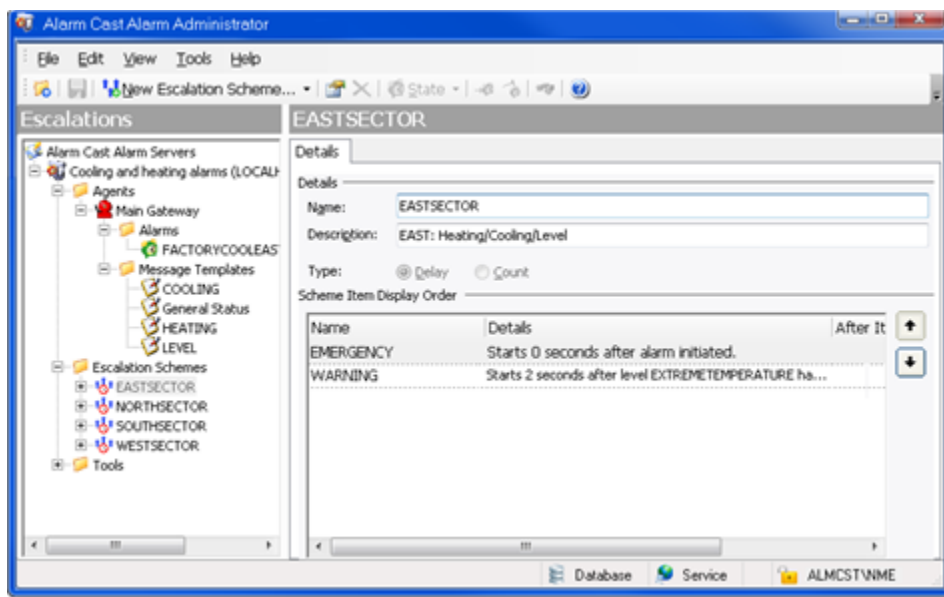 Alarm Cast Alarm Administrator
File Edit View Tools Help
New Escalation Scheme... State
Escalations
EASTSECTOR
Alarm Cast Alarm Servers
Cooling and heating alarms (LOCALH
Agents
Main Gateway
Alarms
FACTORYCOOLEAS
Message Templates
COOLING
General Status
HEATING
LEVEL
Escalation Schemes
EASTSECTOR
NORTHSECTOR
SOUTHSECTOR
WESTSECTOR
Tools
Details
Details
Name: EASTSECTOR
Description: EAST: Heating/Cooling/Level
Type: Delay Count
Scheme Item Display Order
Name Details After It
EMERGENCY Starts 0 seconds after alarm initiated.
WARNING Starts 2 seconds after level EXTREMETEMPERATURE ha...
Database Service ALMCST\NME